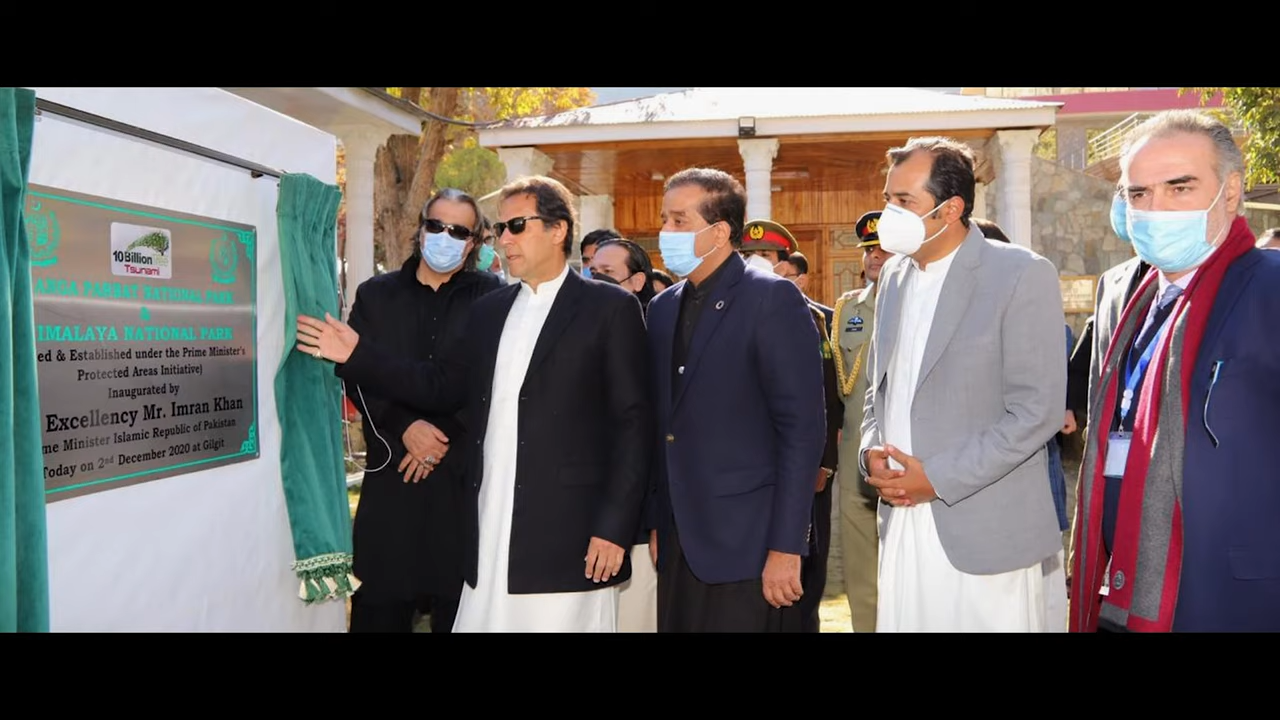 10 Billion
Tsunami
ARGA PARBAT NATIONAL PARK
&
IMALAYA NATIONAL PARK
ed & Established under the Prime Minister's
Protected Areas Initiative)
Inaugurated by
Excellency Mr. Imran Khan
me Minister Islamic Republic of Pakistan
Today on 2nd December 2020 at Gilgit